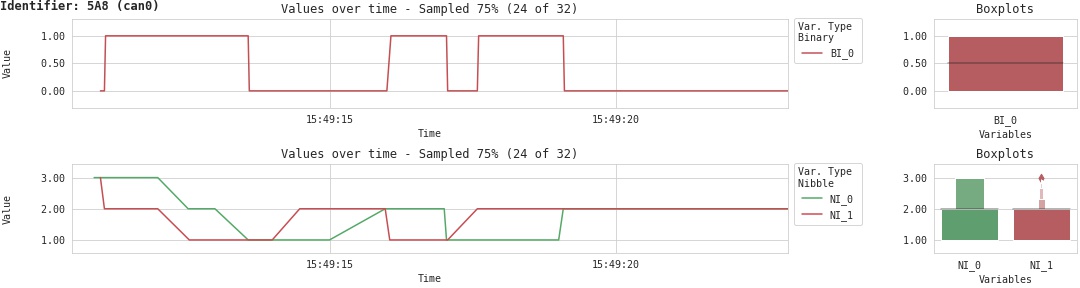 Identifier: 5A8 (can0)
Values over time - Sampled 75% (24 of 32)
Value
1.00
0.50
0.00
15:49:15
15:49:20
Time
Var. Type
Binary
BI_0
Boxplots
1.00
0.50
0.00
BI_0
Variables
Values over time - Sampled 75% (24 of 32)
Value
3.00
2.00
1.00
15:49:15
15:49:20
Time
Var. Type
Nibble
NI_0
NI_1
Boxplots
3.00
2.00
1.00
NI_0 NI_1
Variables